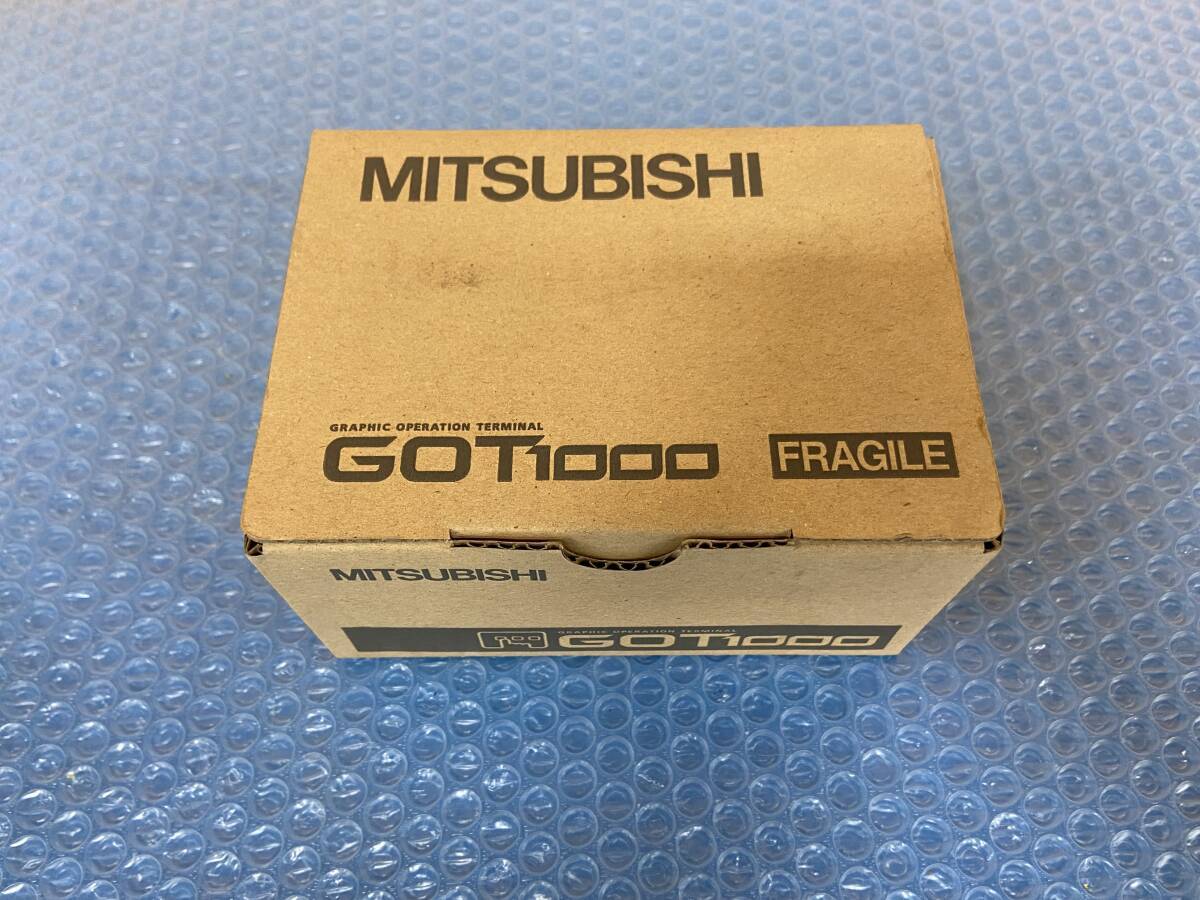 MITSUBISHI
GRAPHIC OPERATION TERMINAL
GOT1000
FRAGILE
MITSUBISHI
GRAPHIC OPERATION TERMINAL
GOT1000